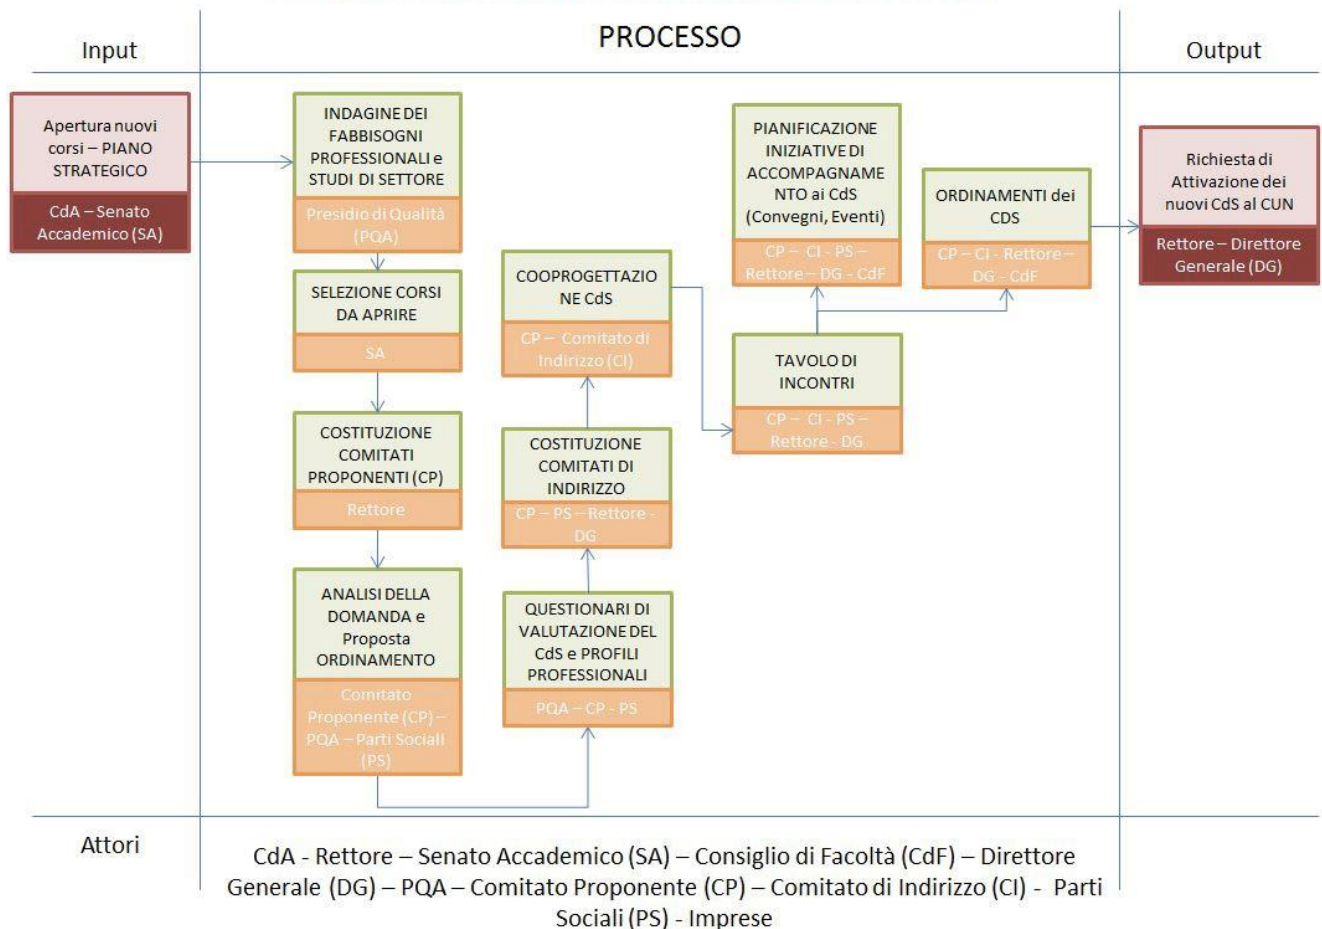 Input
PROCESSO
Output
Apertura nuovi
corsi – PIANO
STRATEGICO
CdA – Senato
Accademico (SA)
INDAGINE DEI
FABBISOGNI
PROFESSIONALI e
STUDI DI SETTORE
Presidio di Qualità
(PQA)
SELEZIONE CORSI
DA APRIRE
SA
COSTITUZIONE
COMITATI
PROPONENTI (CP)
Rettore
ANALISI DELLA
DOMANDA e
Proposta
ORDINAMENTO
Comitato
Proponente (CP) –
PQA – Parti Sociali
(PS)
QUESTIONARI DI
VALUTAZIONE DEL
CdS e PROFILI
PROFESSIONALI
PQA – CP - PS
COSTITUZIONE
COMITATI DI
INDIRIZZO
CP – PS – Rettore -
DG
COOPROGETTAZIO
NE CdS
CP – Comitato di
Indirizzo (CI)
TAVOLO DI
INCONTRI
CP – CI - PS –
Rettore - DG
PIANIFICAZIONE
INIZIATIVE DI
ACCOMPAGNAME
NTO ai CdS
(Convegni, Eventi)
CP – CI - PS –
Rettore – DG - CdF
ORDINAMENTI dei
CDS
CP – CI - Rettore –
DG - CdF
Richiesta di
Attivazione dei
nuovi CdS al CUN
Rettore – Direttore
Generale (DG)
Attori
CdA - Rettore – Senato Accademico (SA) – Consiglio di Facoltà (CdF) – Direttore
Generale (DG) – PQA – Comitato Proponente (CP) – Comitato di Indirizzo (CI) - Parti
Sociali (PS) - Imprese